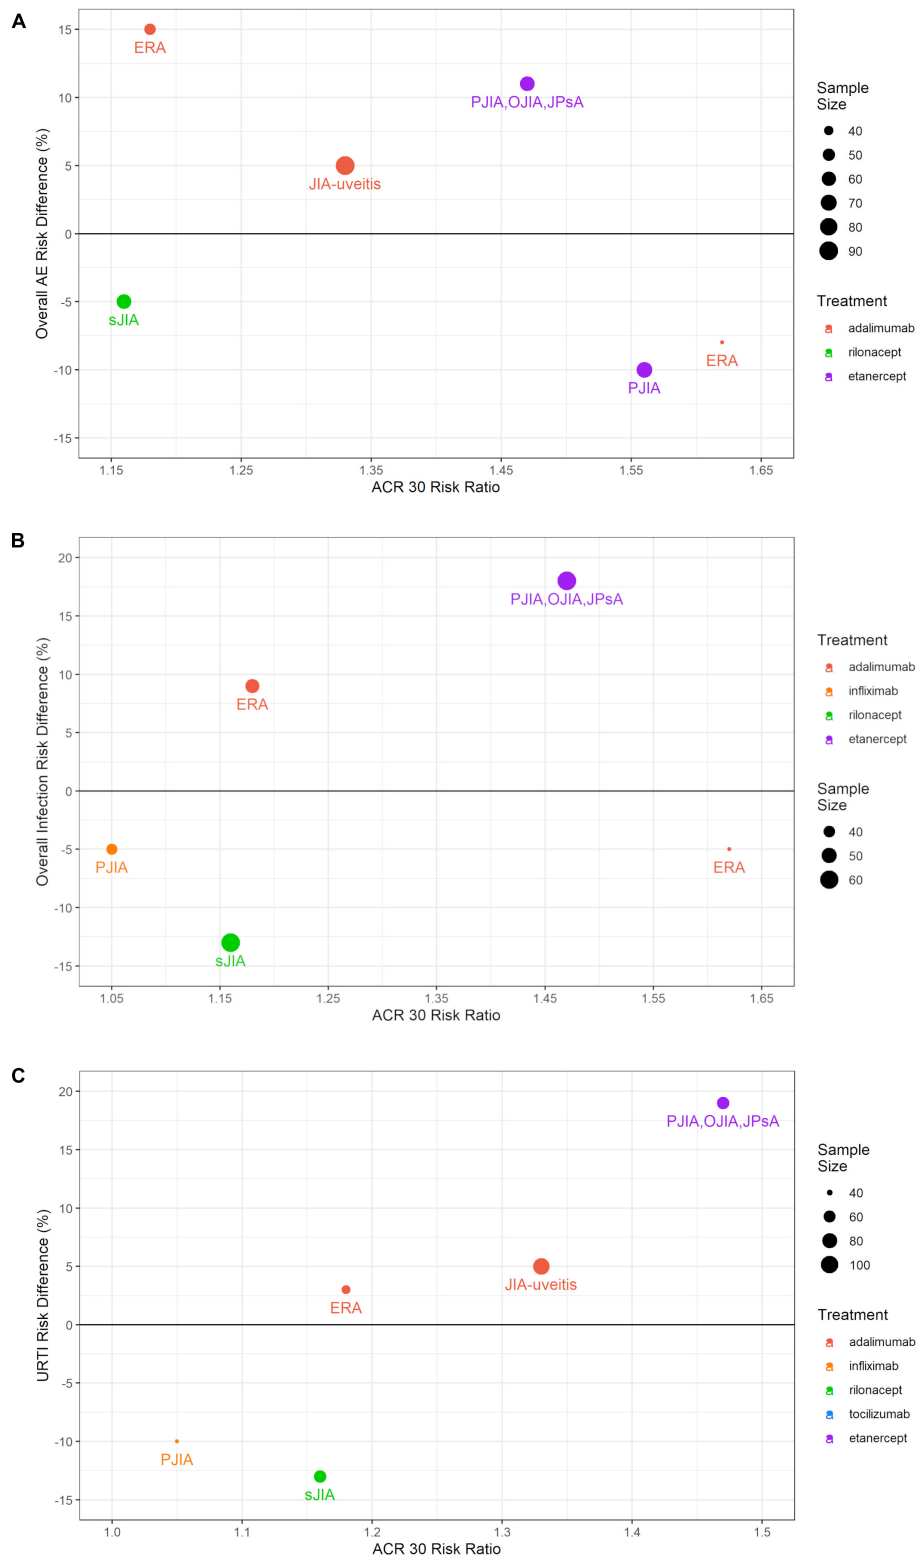 A
15
10
5
0
-5
-10
-15
Overall AE Risk Difference (%)
ERA
PJIA,OJIA,JPsA
JIA-uveitis
sJIA
ERA
PJIA
1.15
1.25
1.35
1.45
1.55
1.65
ACR 30 Risk Ratio
Sample
Size
40
50
60
70
80
90
Treatment
a adalimumab
a rilonacept
a etanercept
B
20
15
10
5
0
-5
-10
-15
Overall Infection Risk Difference (%)
PJIA,OJIA,JPsA
ERA
PJIA
ERA
sJIA
1.05
1.15
1.25
1.35
1.45
1.55
1.65
ACR 30 Risk Ratio
Treatment
a adalimumab
a infliximab
a rilonacept
a etanercept
Sample
Size
40
50
60
C
20
15
10
5
0
-5
-10
-15
URTI Risk Difference (%)
PJIA,OJIA,JPsA
JIA-uveitis
ERA
PJIA
sJIA
1.0
1.1
1.2
1.3
1.4
1.5
ACR 30 Risk Ratio
Sample
Size
40
60
80
100
Treatment
a adalimumab
a infliximab
a rilonacept
a tocilizumab
a etanercept